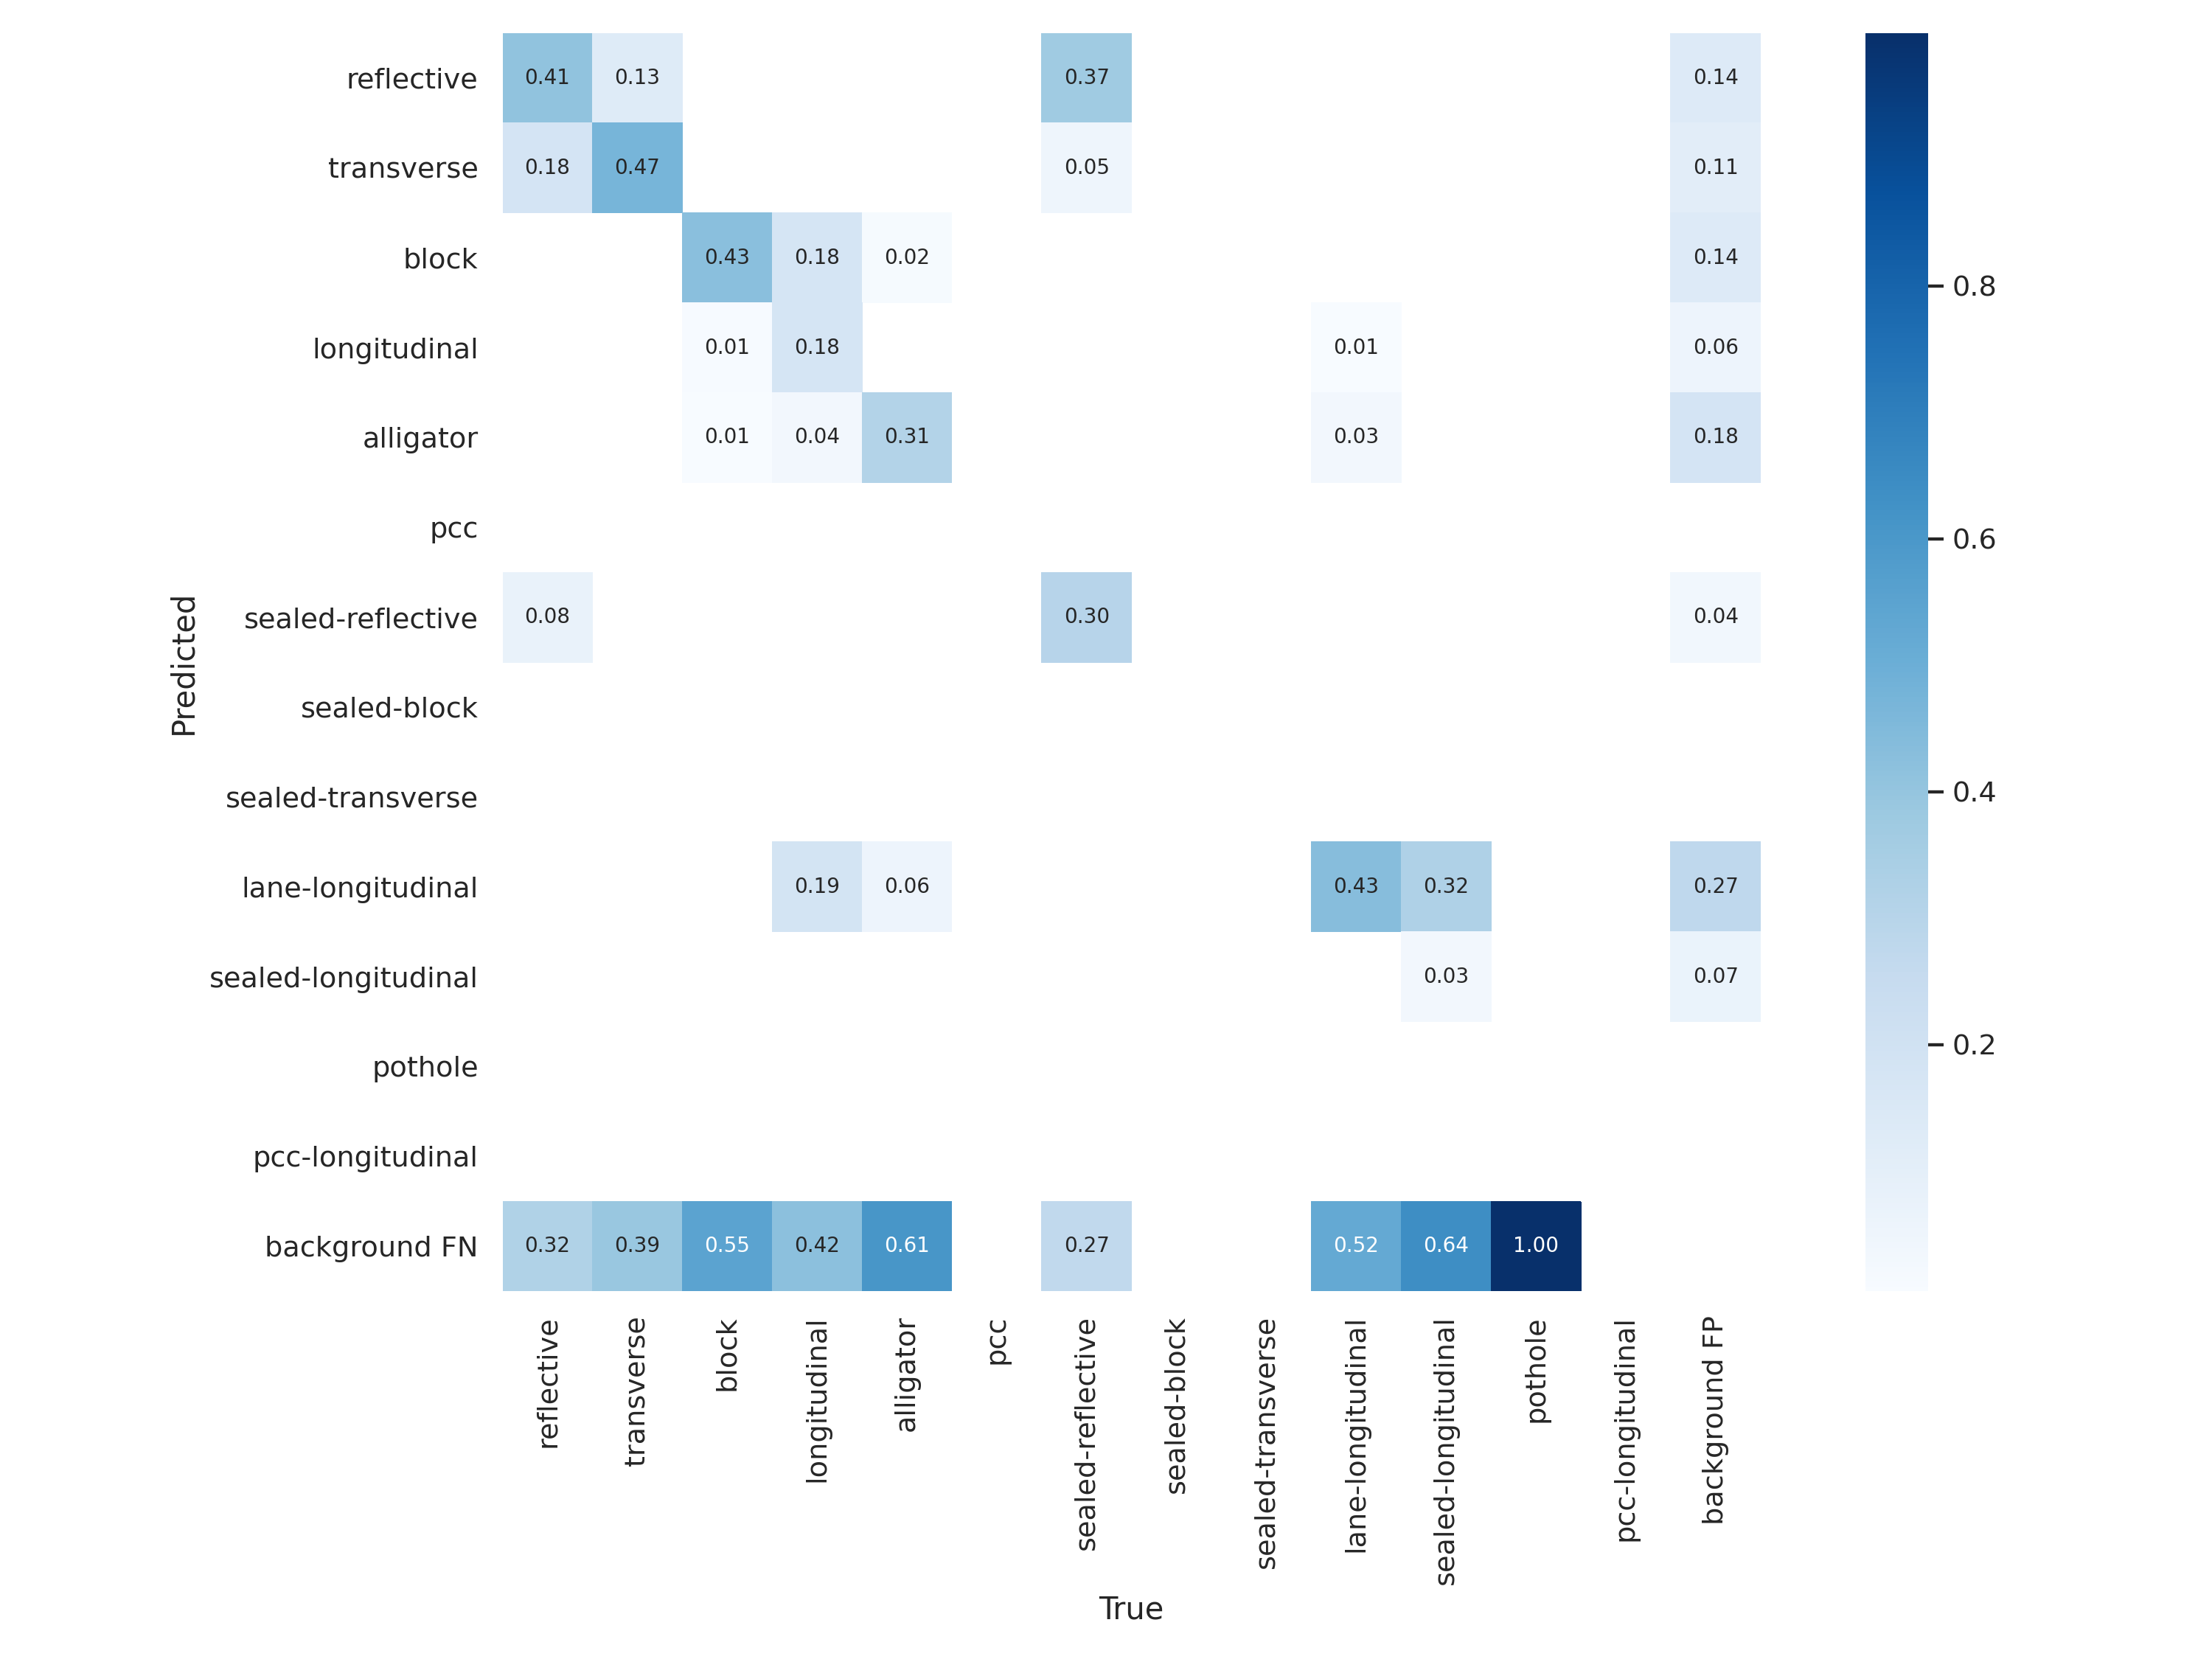 reflective 0.41 0.13 0.37 0.14
transverse 0.18 0.47 0.05 0.11
block 0.43 0.18 0.02 0.14
0.8
longitudinal 0.01 0.18 0.01 0.06
alligator 0.01 0.04 0.31 0.03 0.18
pcc
0.6
sealed-reflective 0.08 0.30 0.04
Predicted
sealed-block
sealed-transverse
0.4
lane-longitudinal 0.19 0.06 0.43 0.32 0.27
sealed-longitudinal 0.03 0.07
pothole
0.2
pcc-longitudinal
background FN 0.32 0.39 0.55 0.42 0.61 0.27 0.52 0.64 1.00
reflective
transverse
block
longitudinal
alligator
pcc
sealed-reflective
sealed-block
sealed-transverse
lane-longitudinal
sealed-longitudinal
pothole
pcc-longitudinal
background FP
True